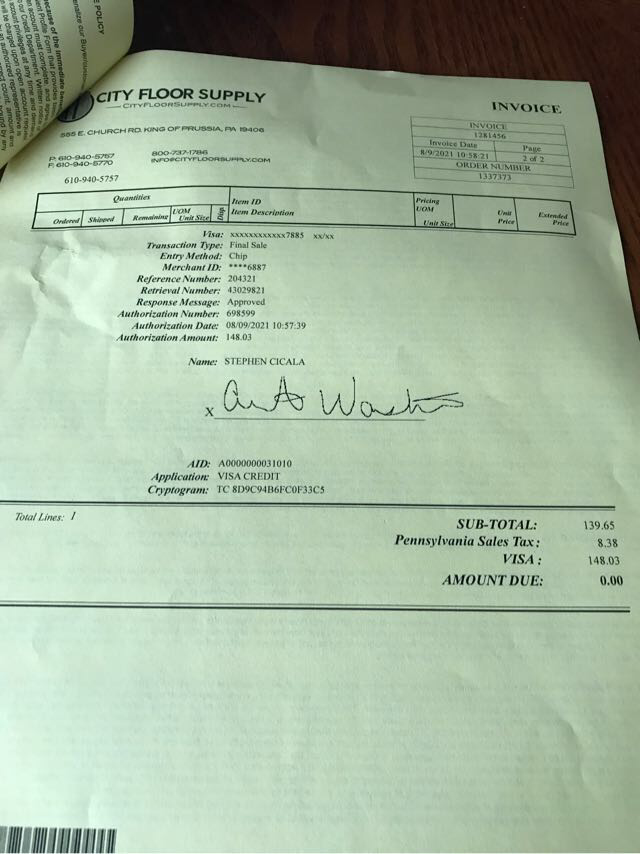 E POLICY
CITY FLOOR SUPPLY
CITYFLOORSUPPLY.COM
INVOICE
585 E. CHURCH RD. KING OF PRUSSIA, PA 19406
INVOICE
1281456
Invoice Date Page
8/9/2021 10:58:21 2 of 2
ORDER NUMBER
1337373
P: 610-940-5757 800-737-1786
F: 610-940-5770 INFO@CITYFLOORSUPPLY.COM
610-940-5757
Quantities Item ID Pricing UOM Unit Price Extended Price
Ordered Shipped Remaining UOM Unit Size Disp. Item Description Unit Size
Visa: xxxxxxxxxxxx7885 xx/xx
Transaction Type: Final Sale
Entry Method: Chip
Merchant ID: ****6887
Reference Number: 204321
Retrieval Number: 43029821
Response Message: Approved
Authorization Number: 698599
Authorization Date: 08/09/2021 10:57:39
Authorization Amount: 148.03
Name: STEPHEN CICALA
X
AID: A0000000031010
Application: VISA CREDIT
Cryptogram: TC 8D9C94B6FC0F33C5
Total Lines: 1
SUB-TOTAL: 139.65
Pennsylvania Sales Tax: 8.38
VISA: 148.03
AMOUNT DUE: 0.00